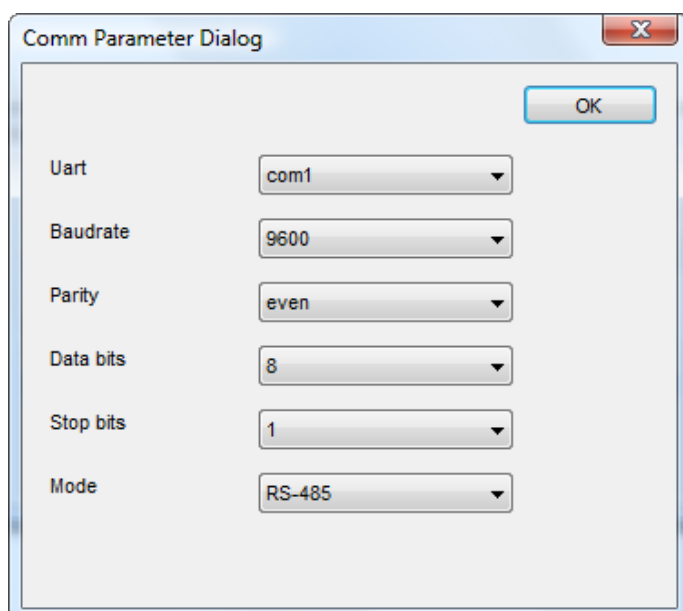 Comm Parameter Dialog
OK
Uart com1
Baudrate 9600
Parity even
Data bits 8
Stop bits 1
Mode RS-485